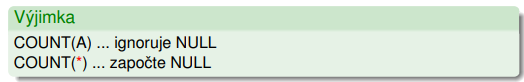 Výjimka
COUNT(A) ... ignoruje NULL
COUNT(*) ... započte NULL